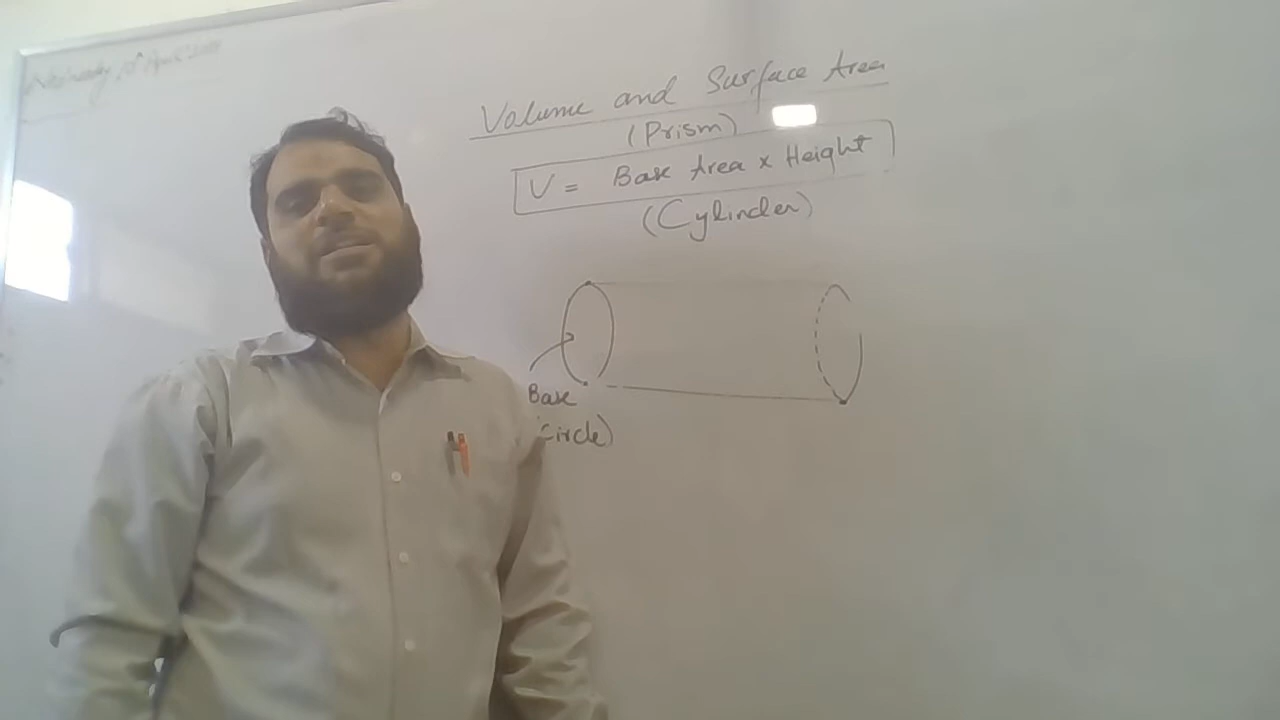 Volume and Surface Area
(Prism)
V = Base Area x Height
(Cylinder)
Base
(Circle)